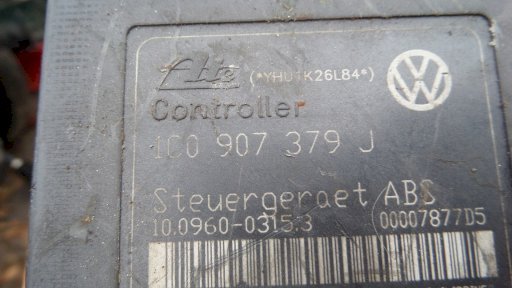 Ate (*YHU1K26L84*)
Controller
1C0 907 379 J
Steuergeraet ABS
10.0960-0315.3 00007877D5